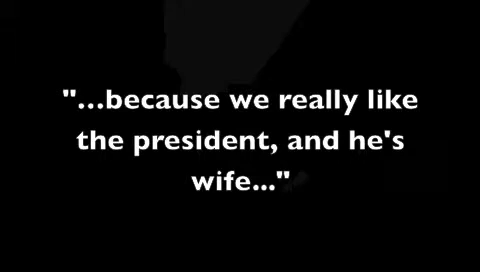 "...because we really like
the president, and he's
wife..."